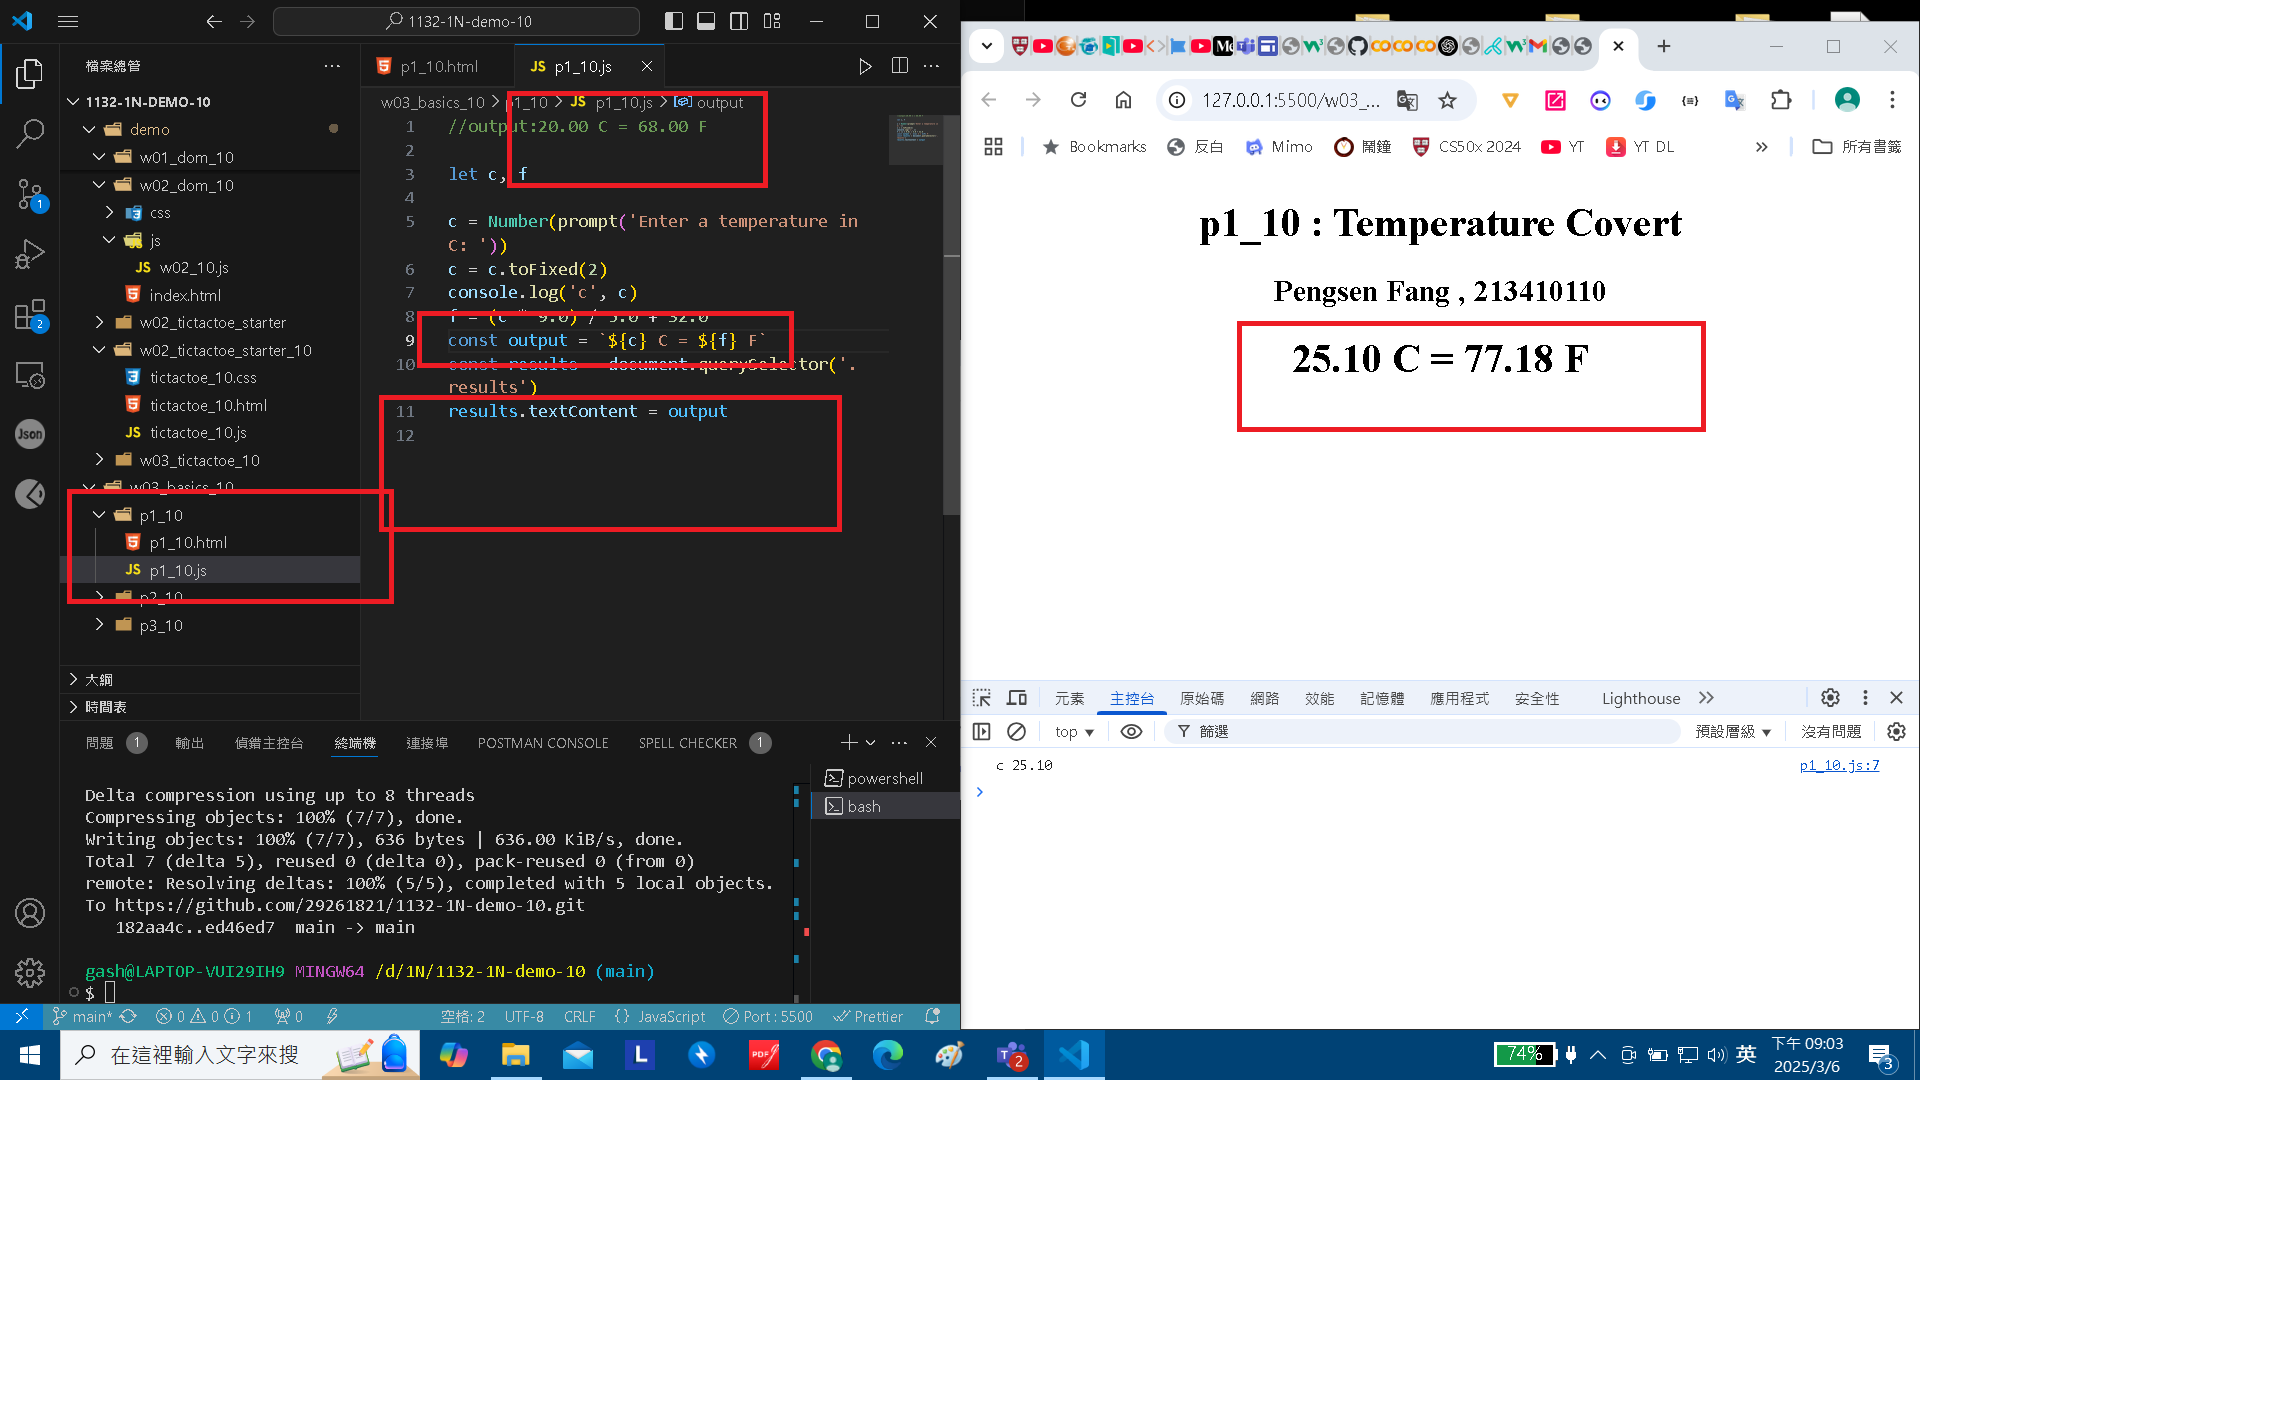 1132-1N-demo-10
檔案總管
1132-1N-DEMO-10
demo
w01_dom_10
w02_dom_10
css
js
w02_10.js
index.html
w02_tictactoe_starter
w02_tictactoe_starter_10
tictactoe_10.css
tictactoe_10.html
tictactoe_10.js
w03_tictactoe_10
w03_basics_10
p1_10
p1_10.html
p1_10.js
p2_10
p3_10
大綱
時間表
p1_10.html
JS p1_10.js
w03_basics_10 > p1_10 > JS p1_10.js > output
1 //output:20.00 C = 68.00 F
2
3 let c, f
4
5 c = Number(prompt('Enter a temperature in
C: '))
6 c = c.toFixed(2)
7 console.log('c', c)
8 f = (c * 9.0) / 5.0 + 32.0
9 const output = `${c} C = ${f} F`
10 const results = document.querySelector('.
results')
11 results.textContent = output
12
問題 1 輸出 偵錯主控台 終端機 連接埠 POSTMAN CONSOLE SPELL CHECKER 1
powershell
bash
Delta compression using up to 8 threads
Compressing objects: 100% (7/7), done.
Writing objects: 100% (7/7), 636 bytes | 636.00 KiB/s, done.
Total 7 (delta 5), reused 0 (delta 0), pack-reused 0 (from 0)
remote: Resolving deltas: 100% (5/5), completed with 5 local objects.
To https://github.com/29261821/1132-1N-demo-10.git
182aa4c..ed46ed7 main -> main
gash@LAPTOP-VUI29IH9 MINGW64 /d/1N/1132-1N-demo-10 (main)
$
main* 0 0 1 0 空格: 2 UTF-8 CRLF {} JavaScript Port : 5500 Prettier
127.0.0.1:5500/w03_...
Bookmarks 反白 Mimo 鬧鐘 CS50x 2024 YT YT DL » 所有書籤
p1_10 : Temperature Covert
Pengsen Fang , 213410110
25.10 C = 77.18 F
元素 主控台 原始碼 網路 效能 記憶體 應用程式 安全性 Lighthouse
top 篩選 預設層級 沒有問題
c 25.10 p1_10.js:7
在這裡輸入文字來搜
74% 英 下午 09:03
2025/3/6
3